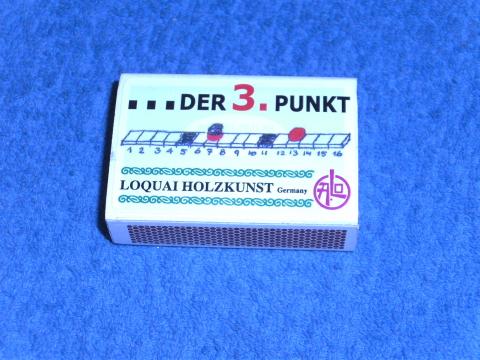 ...DER 3. PUNKT
1 2 3 4 5 6 7 8 9 10 11 12 13 14 15 16
LOQUAI HOLZKUNST Germany